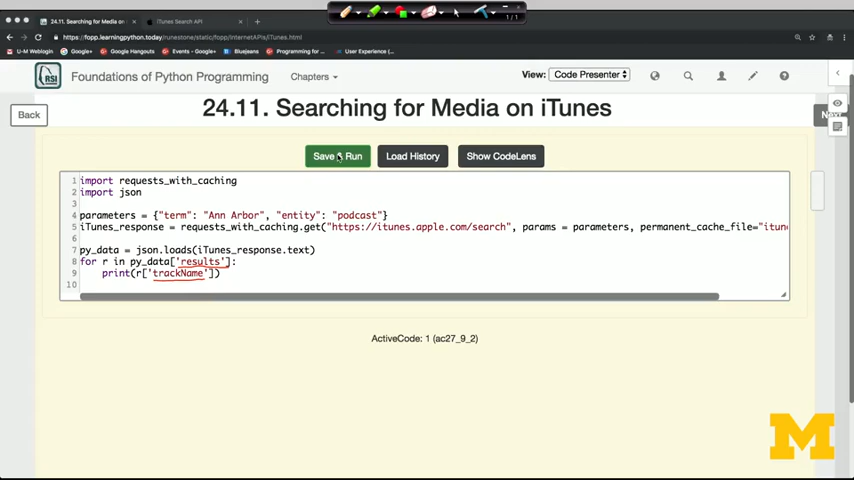 24.11. Searching for Media on
iTunes Search API
1/1
https://fopp.learningpython.today/runestone/static/fopp/InternetAPIs/iTunes.html
U-M Weblogin
Google+
Google Hangouts
Events - Google+
Bluejeans
Programming for ...
User Experience (...
RSI
Foundations of Python Programming
Chapters
View:
Code Presenter
Back
24.11. Searching for Media on iTunes
Save & Run
Load History
Show CodeLens
1 import requests_with_caching
2 import json
3
4 parameters = {"term": "Ann Arbor", "entity": "podcast"}
5 iTunes_response = requests_with_caching.get("https://itunes.apple.com/search", params = parameters, permanent_cache_file="itun
6
7 py_data = json.loads(iTunes_response.text)
8 for r in py_data['results']:
9 print(r['trackName'])
10
ActiveCode: 1 (ac27_9_2)
M